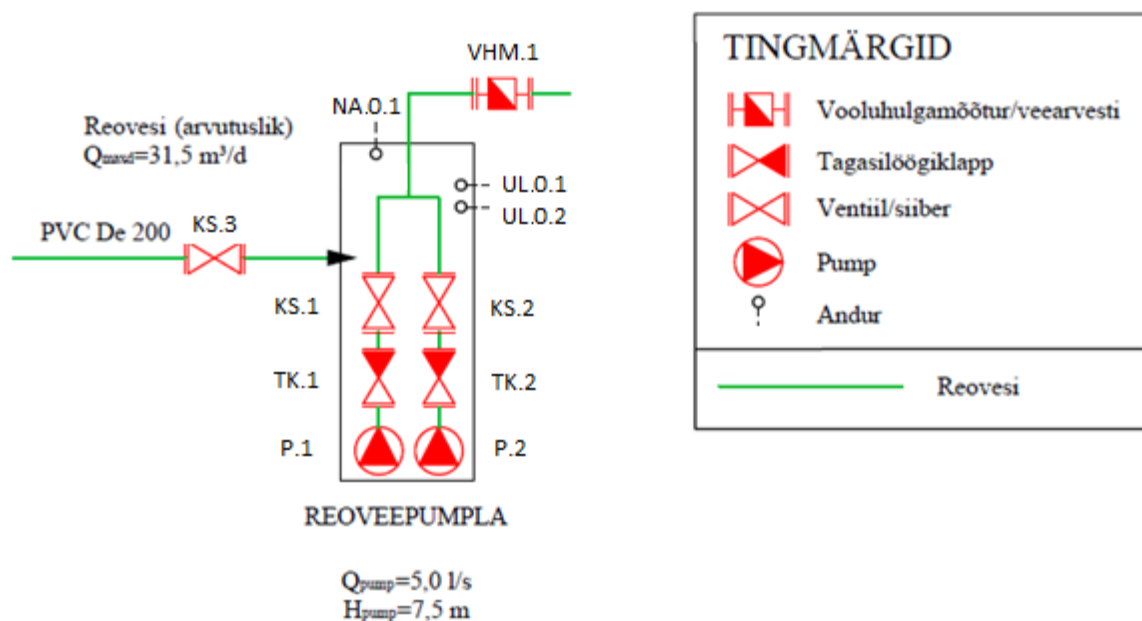 VHM.1
NA.0.1
Reovesi (arvutuslik)
Qmaxd=31,5 m³/d
UL.0.1
UL.0.2
PVC De 200
KS.3
KS.1
KS.2
TK.1
TK.2
P.1
P.2
REOVEEPUMPLA
Qpump=5,0 l/s
Hpump=7,5 m
TINGMÄRGID
Vooluhulgamõõtur/veearvesti
Tagasilöögiklapp
Ventiil/siiber
Pump
Andur
Reovesi